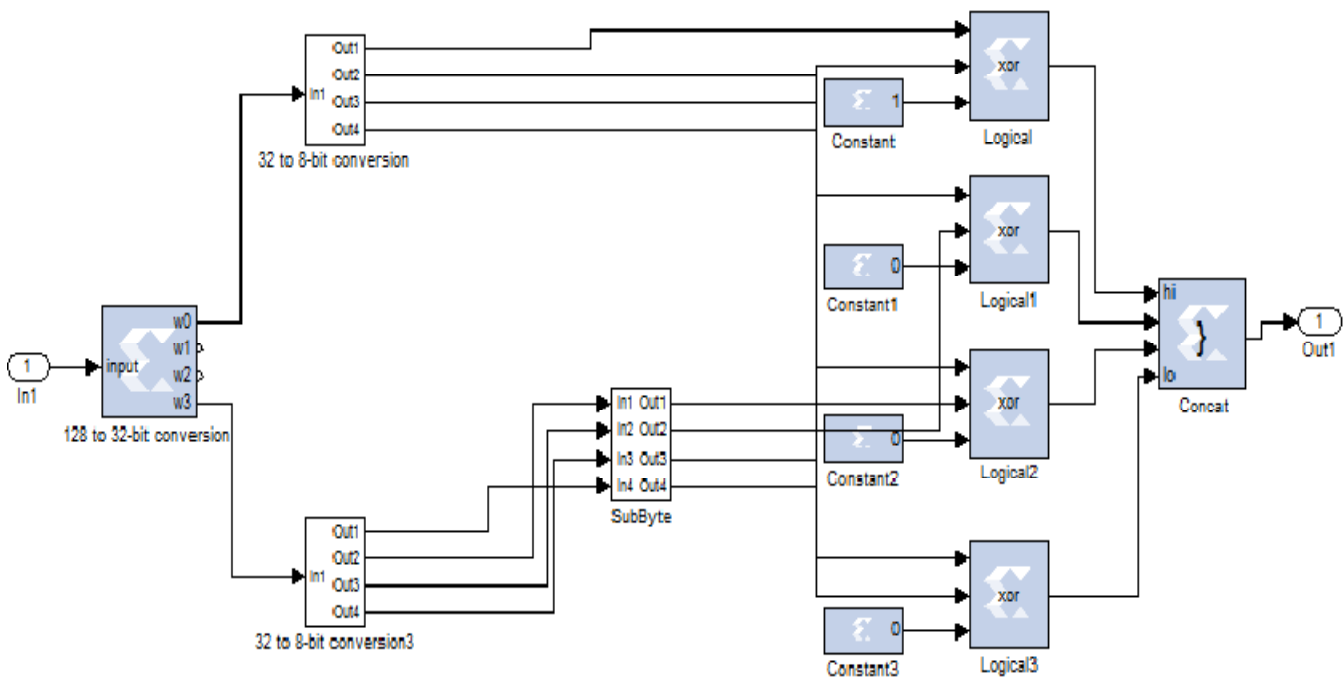 Out1
Out2
In1
Out3
Out4
32 to 8-bit conversion
1
Constant
xor
Logical
xor
Logical1
0
Constant1
1
In1
input
w0
w1
w2
w3
128 to 32-bit conversion
hi
}
lo
Concat
1
Out1
In1 Out1
In2 Out2
In3 Out3
In4 Out4
SubByte
xor
Logical2
0
Constant2
Out1
Out2
In1
Out3
Out4
32 to 8-bit conversion3
xor
Logical3
0
Constant3